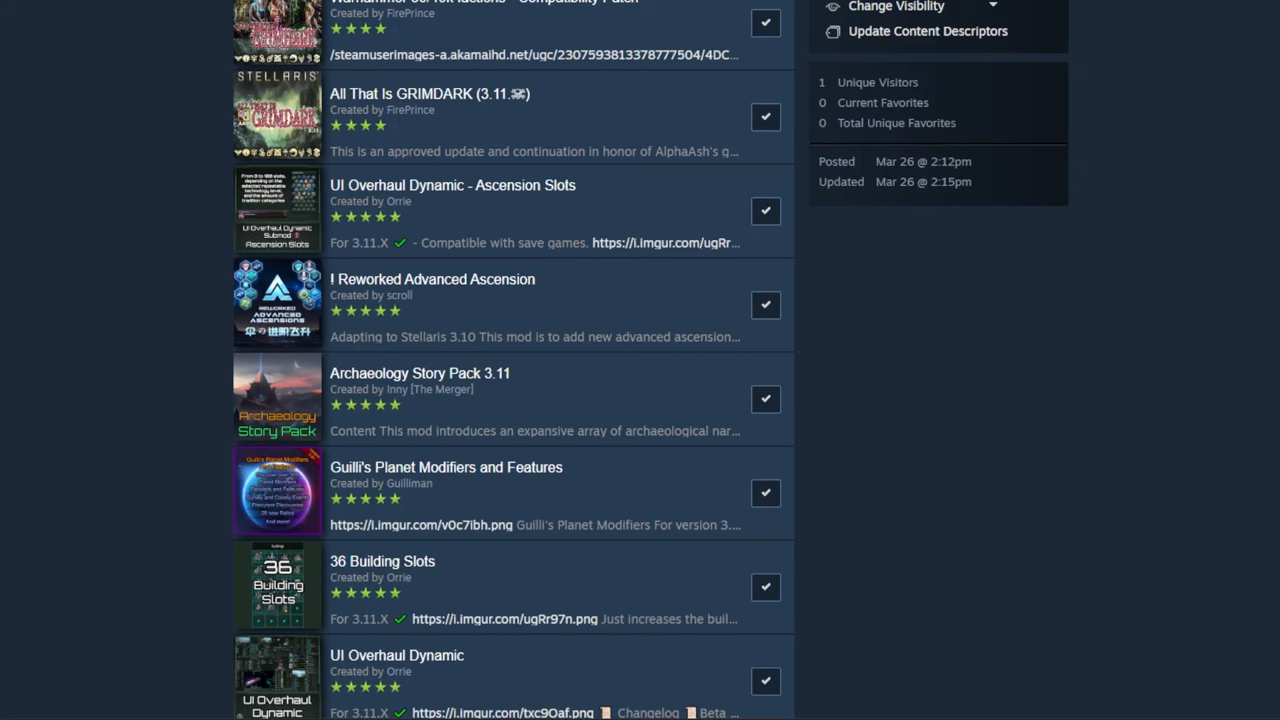 Created by FirePrince
/steamuserimages-a.akamaihd.net/ugc/2307593813378777504/4DC...
STELLARIS
All That Is GRIMDARK (3.11.☠)
Created by FirePrince
This is an approved update and continuation in honor of AlphaAsh's g...
UI Overhaul Dynamic - Ascension Slots
Created by Orrie
For 3.11.X ✔ - Compatible with save games. https://i.imgur.com/ugRr...
UI Overhaul Dynamic
Submod
Ascension Slots
! Reworked Advanced Ascension
Created by scroll
Adapting to Stellaris 3.10 This mod is to add new advanced ascension...
REWORKED
ADVANCED
ASCENSIONS
Archaeology Story Pack 3.11
Created by Inny [The Merger]
Content This mod introduces an expansive array of archaeological nar...
Archaeology
Story Pack
Guilli's Planet Modifiers and Features
Created by Guilliman
https://i.imgur.com/v0c7ibh.png Guilli's Planet Modifiers For version 3....
36 Building Slots
Created by Orrie
For 3.11.X ✔ https://i.imgur.com/ugRr97n.png Just increases the buil...
36
Building
Slots
UI Overhaul Dynamic
Created by Orrie
For 3.11.X ✔ https://i.imgur.com/txc9Oaf.png 📜 Changelog 📜 Beta ...
UI Overhaul
Dynamic
Change Visibility
Update Content Descriptors
1 Unique Visitors
0 Current Favorites
0 Total Unique Favorites
Posted Mar 26 @ 2:12pm
Updated Mar 26 @ 2:15pm